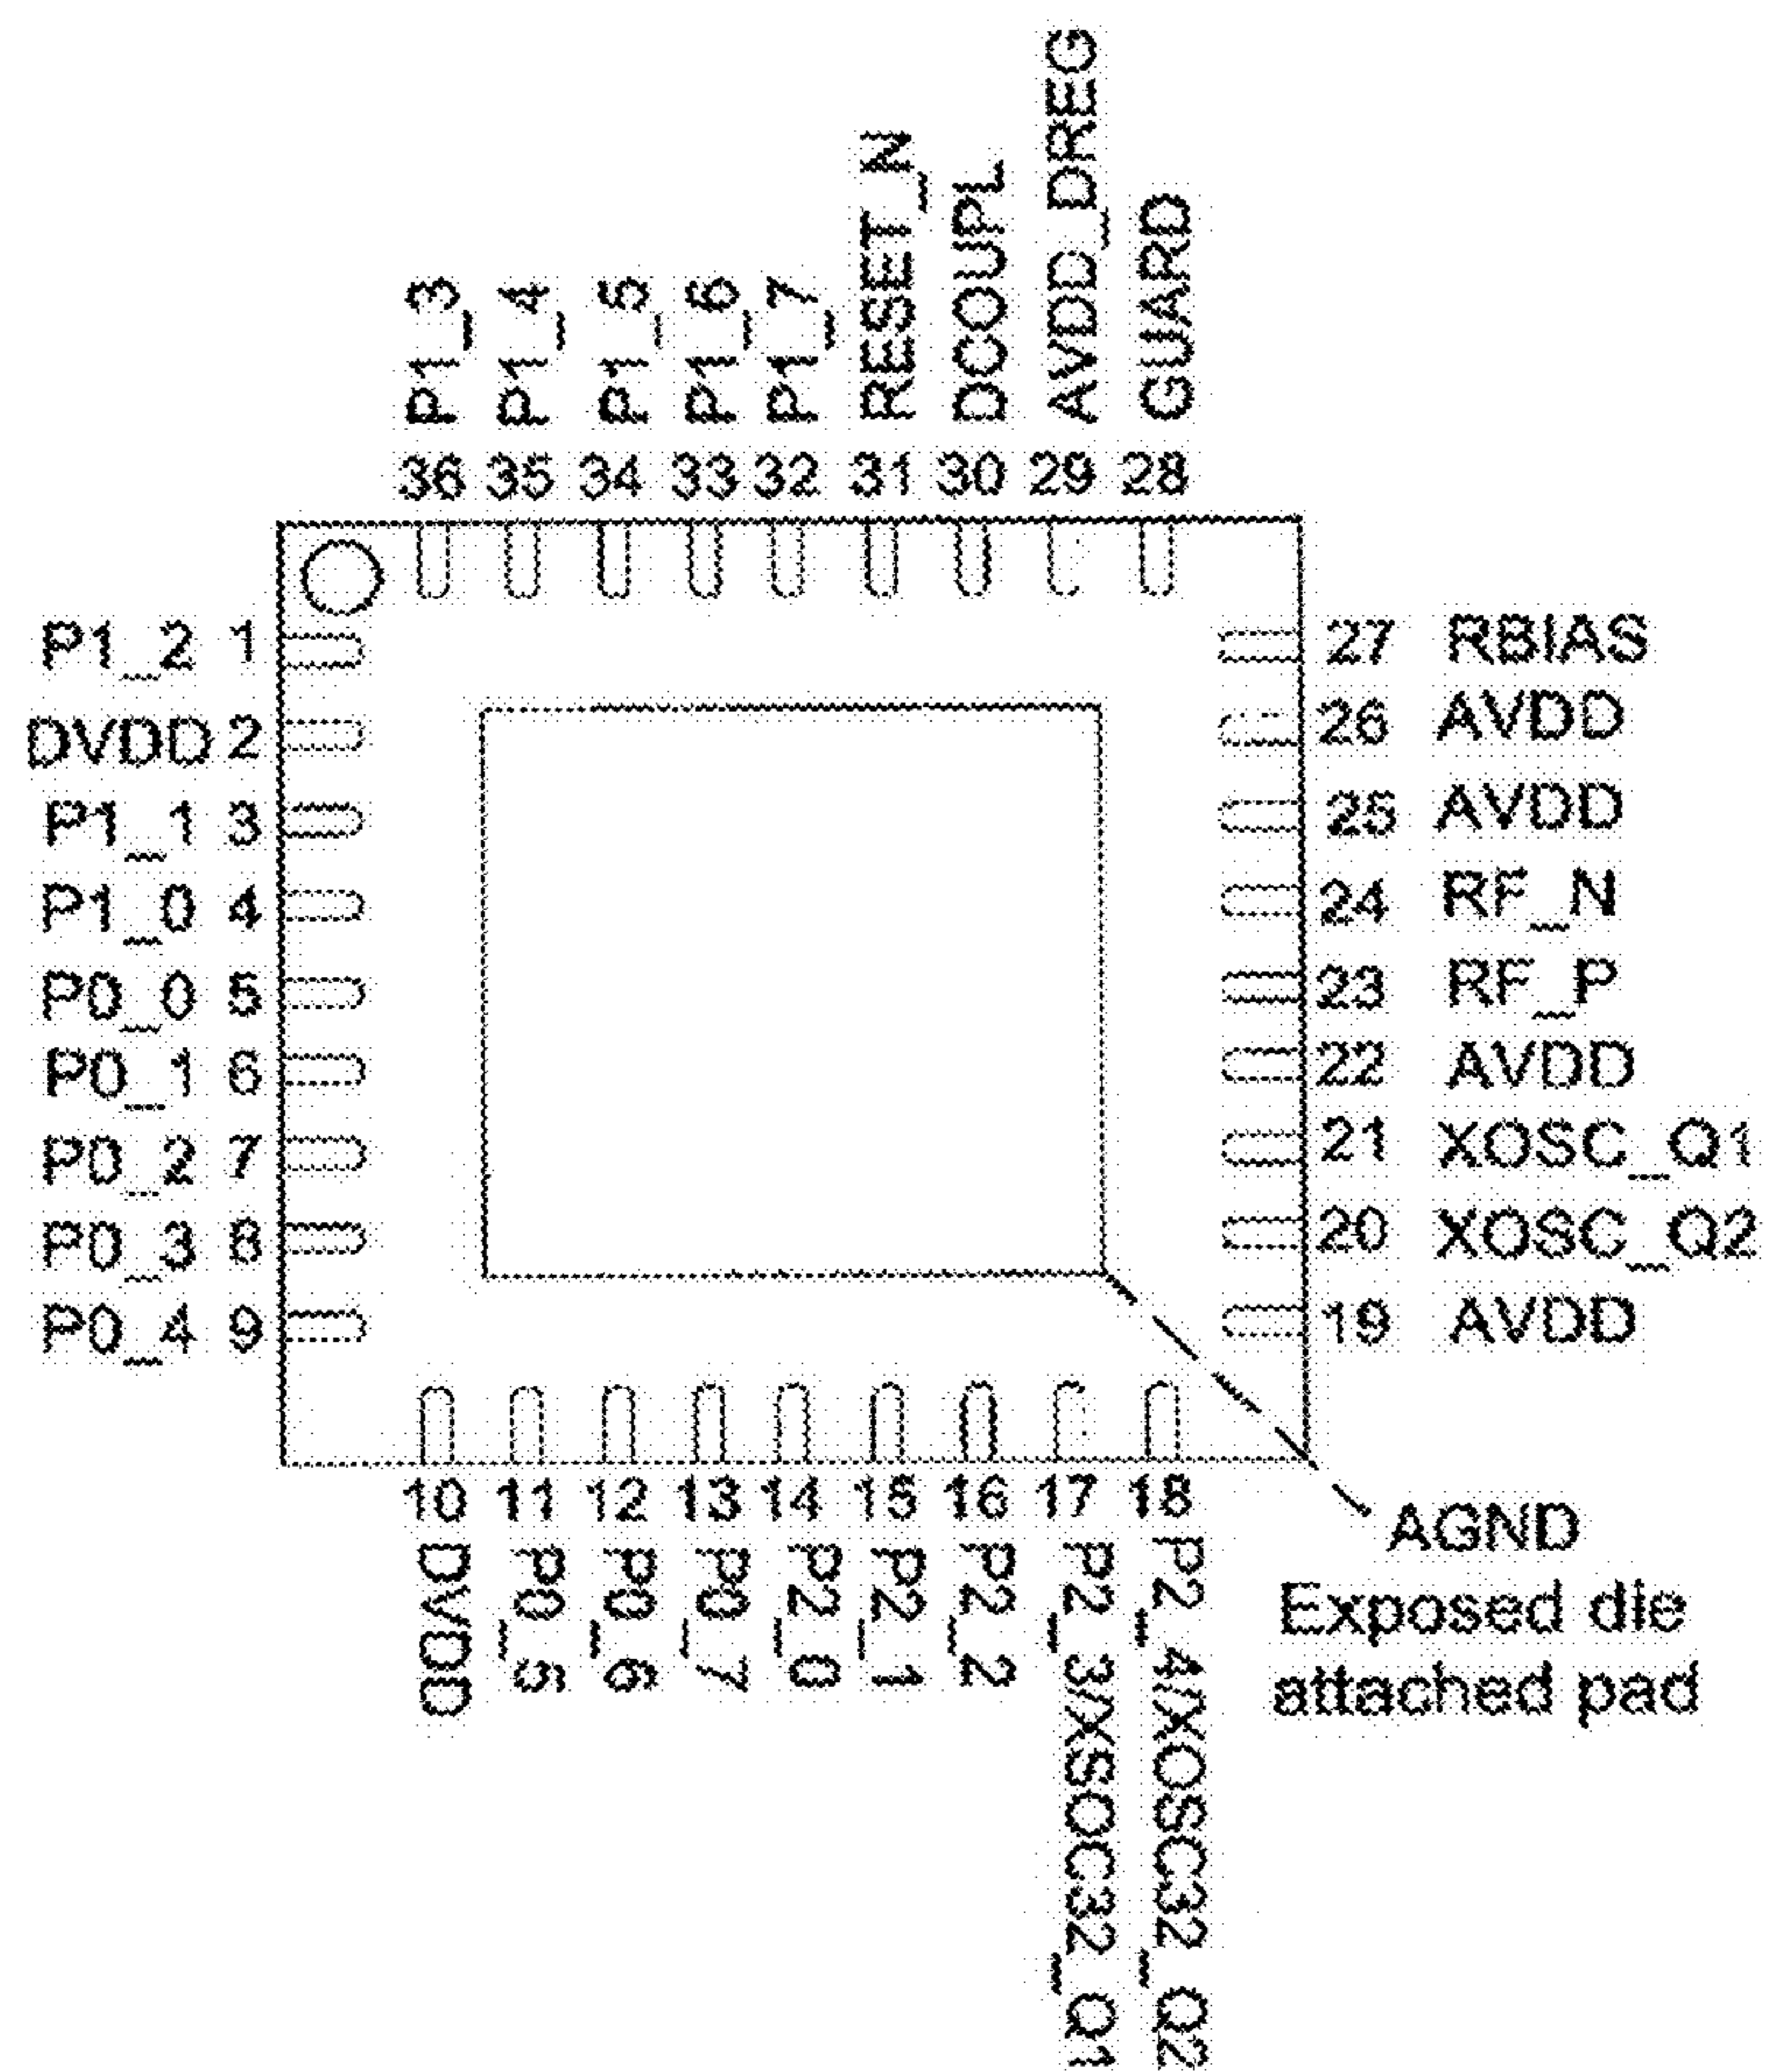 P1_3
P1_4
P1_5
P1_6
P1_7
RESET_N
DCOUPL
AVDD_DREG
GUARD
36 35 34 33 32 31 30 29 28
P1_2 1
DVDD 2
P1_1 3
P1_0 4
P0_0 5
P0_1 6
P0_2 7
P0_3 8
P0_4 9
27 RBIAS
26 AVDD
25 AVDD
24 RF_N
23 RF_P
22 AVDD
21 XOSC_Q1
20 XOSC_Q2
19 AVDD
10 11 12 13 14 15 16 17 18
DVDD
P0_5
P0_6
P0_7
P2_0
P2_1
P2_2
P2_3/XSOC32_Q1
P2_4/XOSC32_Q2
AGND
Exposed die
attached pad